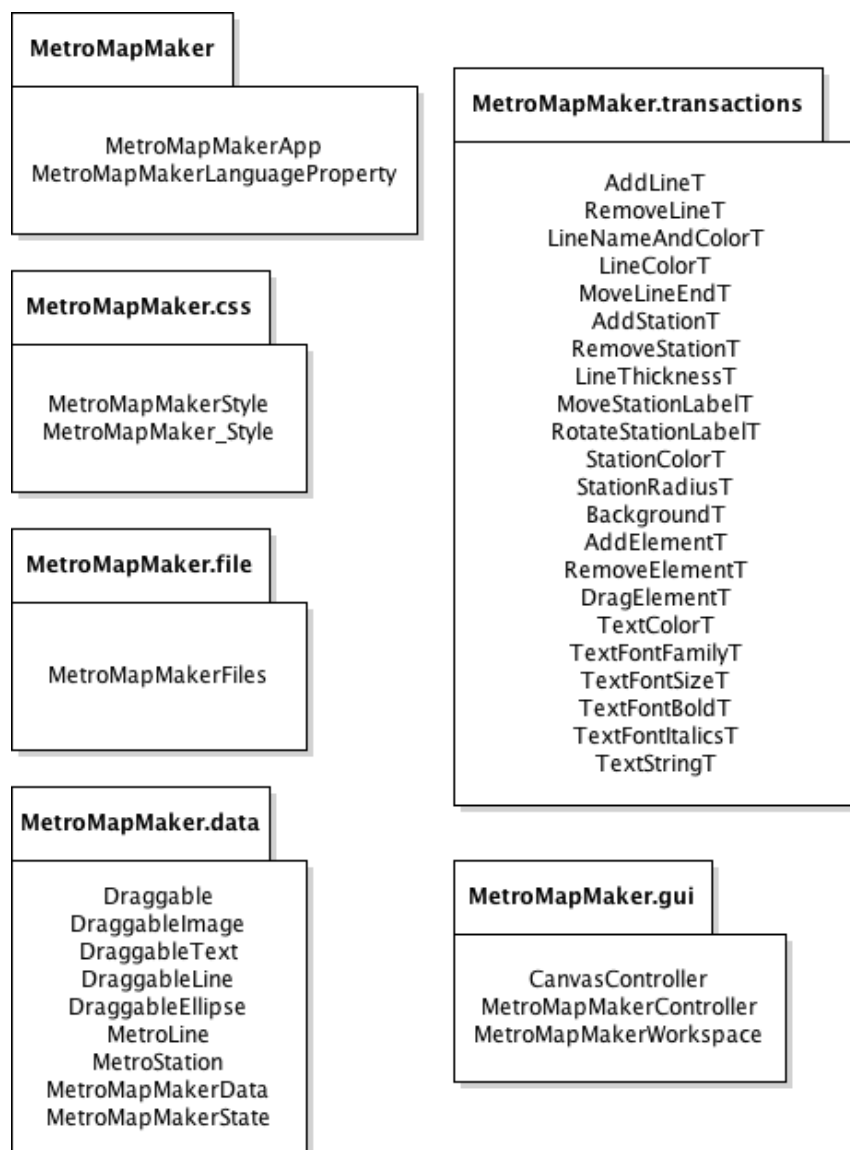 MetroMapMaker
MetroMapMakerApp
MetroMapMakerLanguageProperty
MetroMapMaker.css
MetroMapMakerStyle
MetroMapMaker_Style
MetroMapMaker.file
MetroMapMakerFiles
MetroMapMaker.data
Draggable
DraggableImage
DraggableText
DraggableLine
DraggableEllipse
MetroLine
MetroStation
MetroMapMakerData
MetroMapMakerState
MetroMapMaker.transactions
AddLineT
RemoveLineT
LineNameAndColorT
LineColorT
MoveLineEndT
AddStationT
RemoveStationT
LineThicknessT
MoveStationLabelT
RotateStationLabelT
StationColorT
StationRadiusT
BackgroundT
AddElementT
RemoveElementT
DragElementT
TextColorT
TextFontFamilyT
TextFontSizeT
TextFontBoldT
TextFontItalicsT
TextStringT
MetroMapMaker.gui
CanvasController
MetroMapMakerController
MetroMapMakerWorkspace